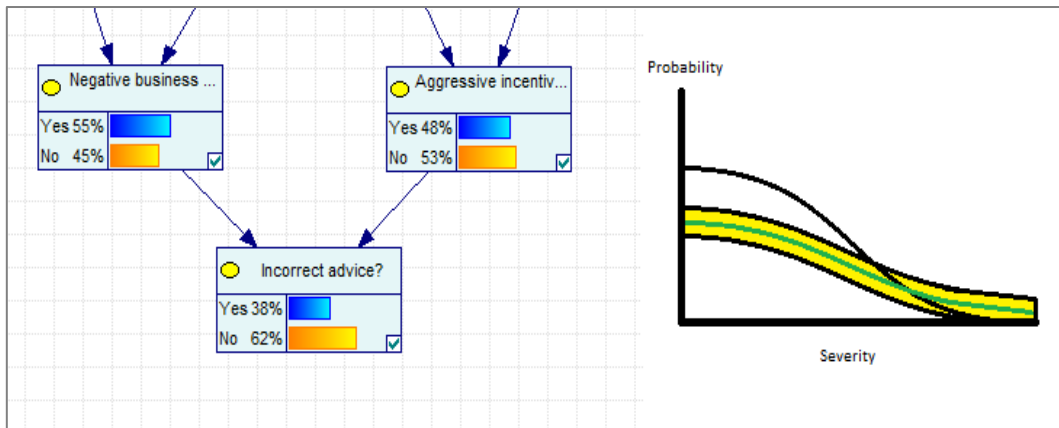 Negative business ...
Yes 55%
No 45%
Aggressive incentiv...
Yes 48%
No 53%
Incorrect advice?
Yes 38%
No 62%
Probability
Severity